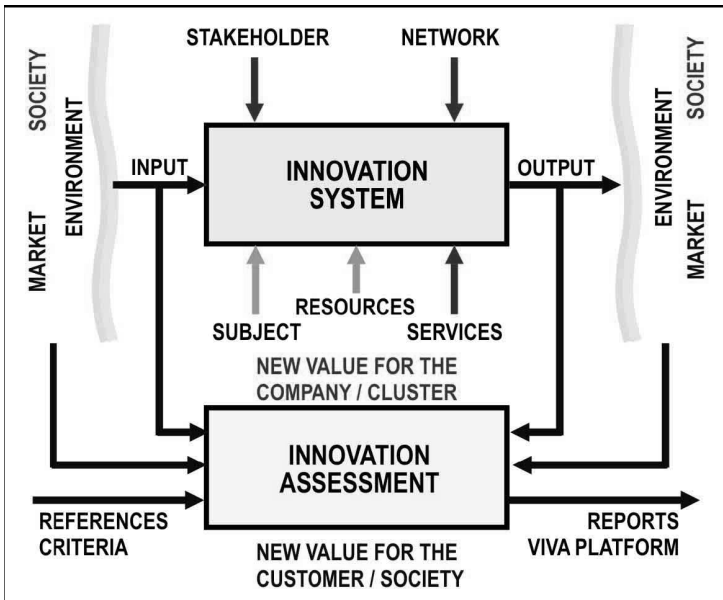 STAKEHOLDER
NETWORK
SOCIETY
ENVIRONMENT
MARKET
INPUT
INNOVATION
SYSTEM
OUTPUT
ENVIRONMENT
SOCIETY
MARKET
RESOURCES
SUBJECT
SERVICES
NEW VALUE FOR THE
COMPANY / CLUSTER
INNOVATION
ASSESSMENT
REFERENCES
CRITERIA
REPORTS
VIVA PLATFORM
NEW VALUE FOR THE
CUSTOMER / SOCIETY